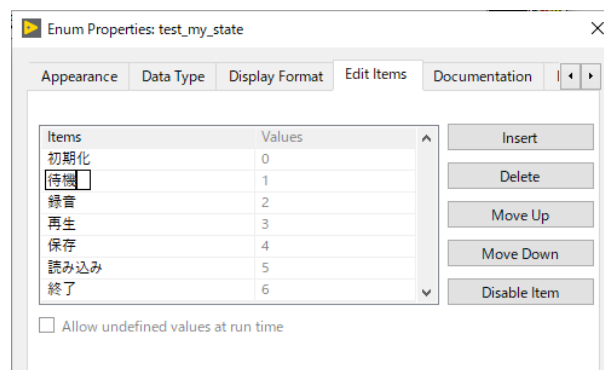 Enum Properties: test_my_state
Appearance Data Type Display Format Edit Items Documentation
Items Values
初期化 0
待機 1
録音 2
再生 3
保存 4
読み込み 5
終了 6
Insert
Delete
Move Up
Move Down
Disable Item
Allow undefined values at run time